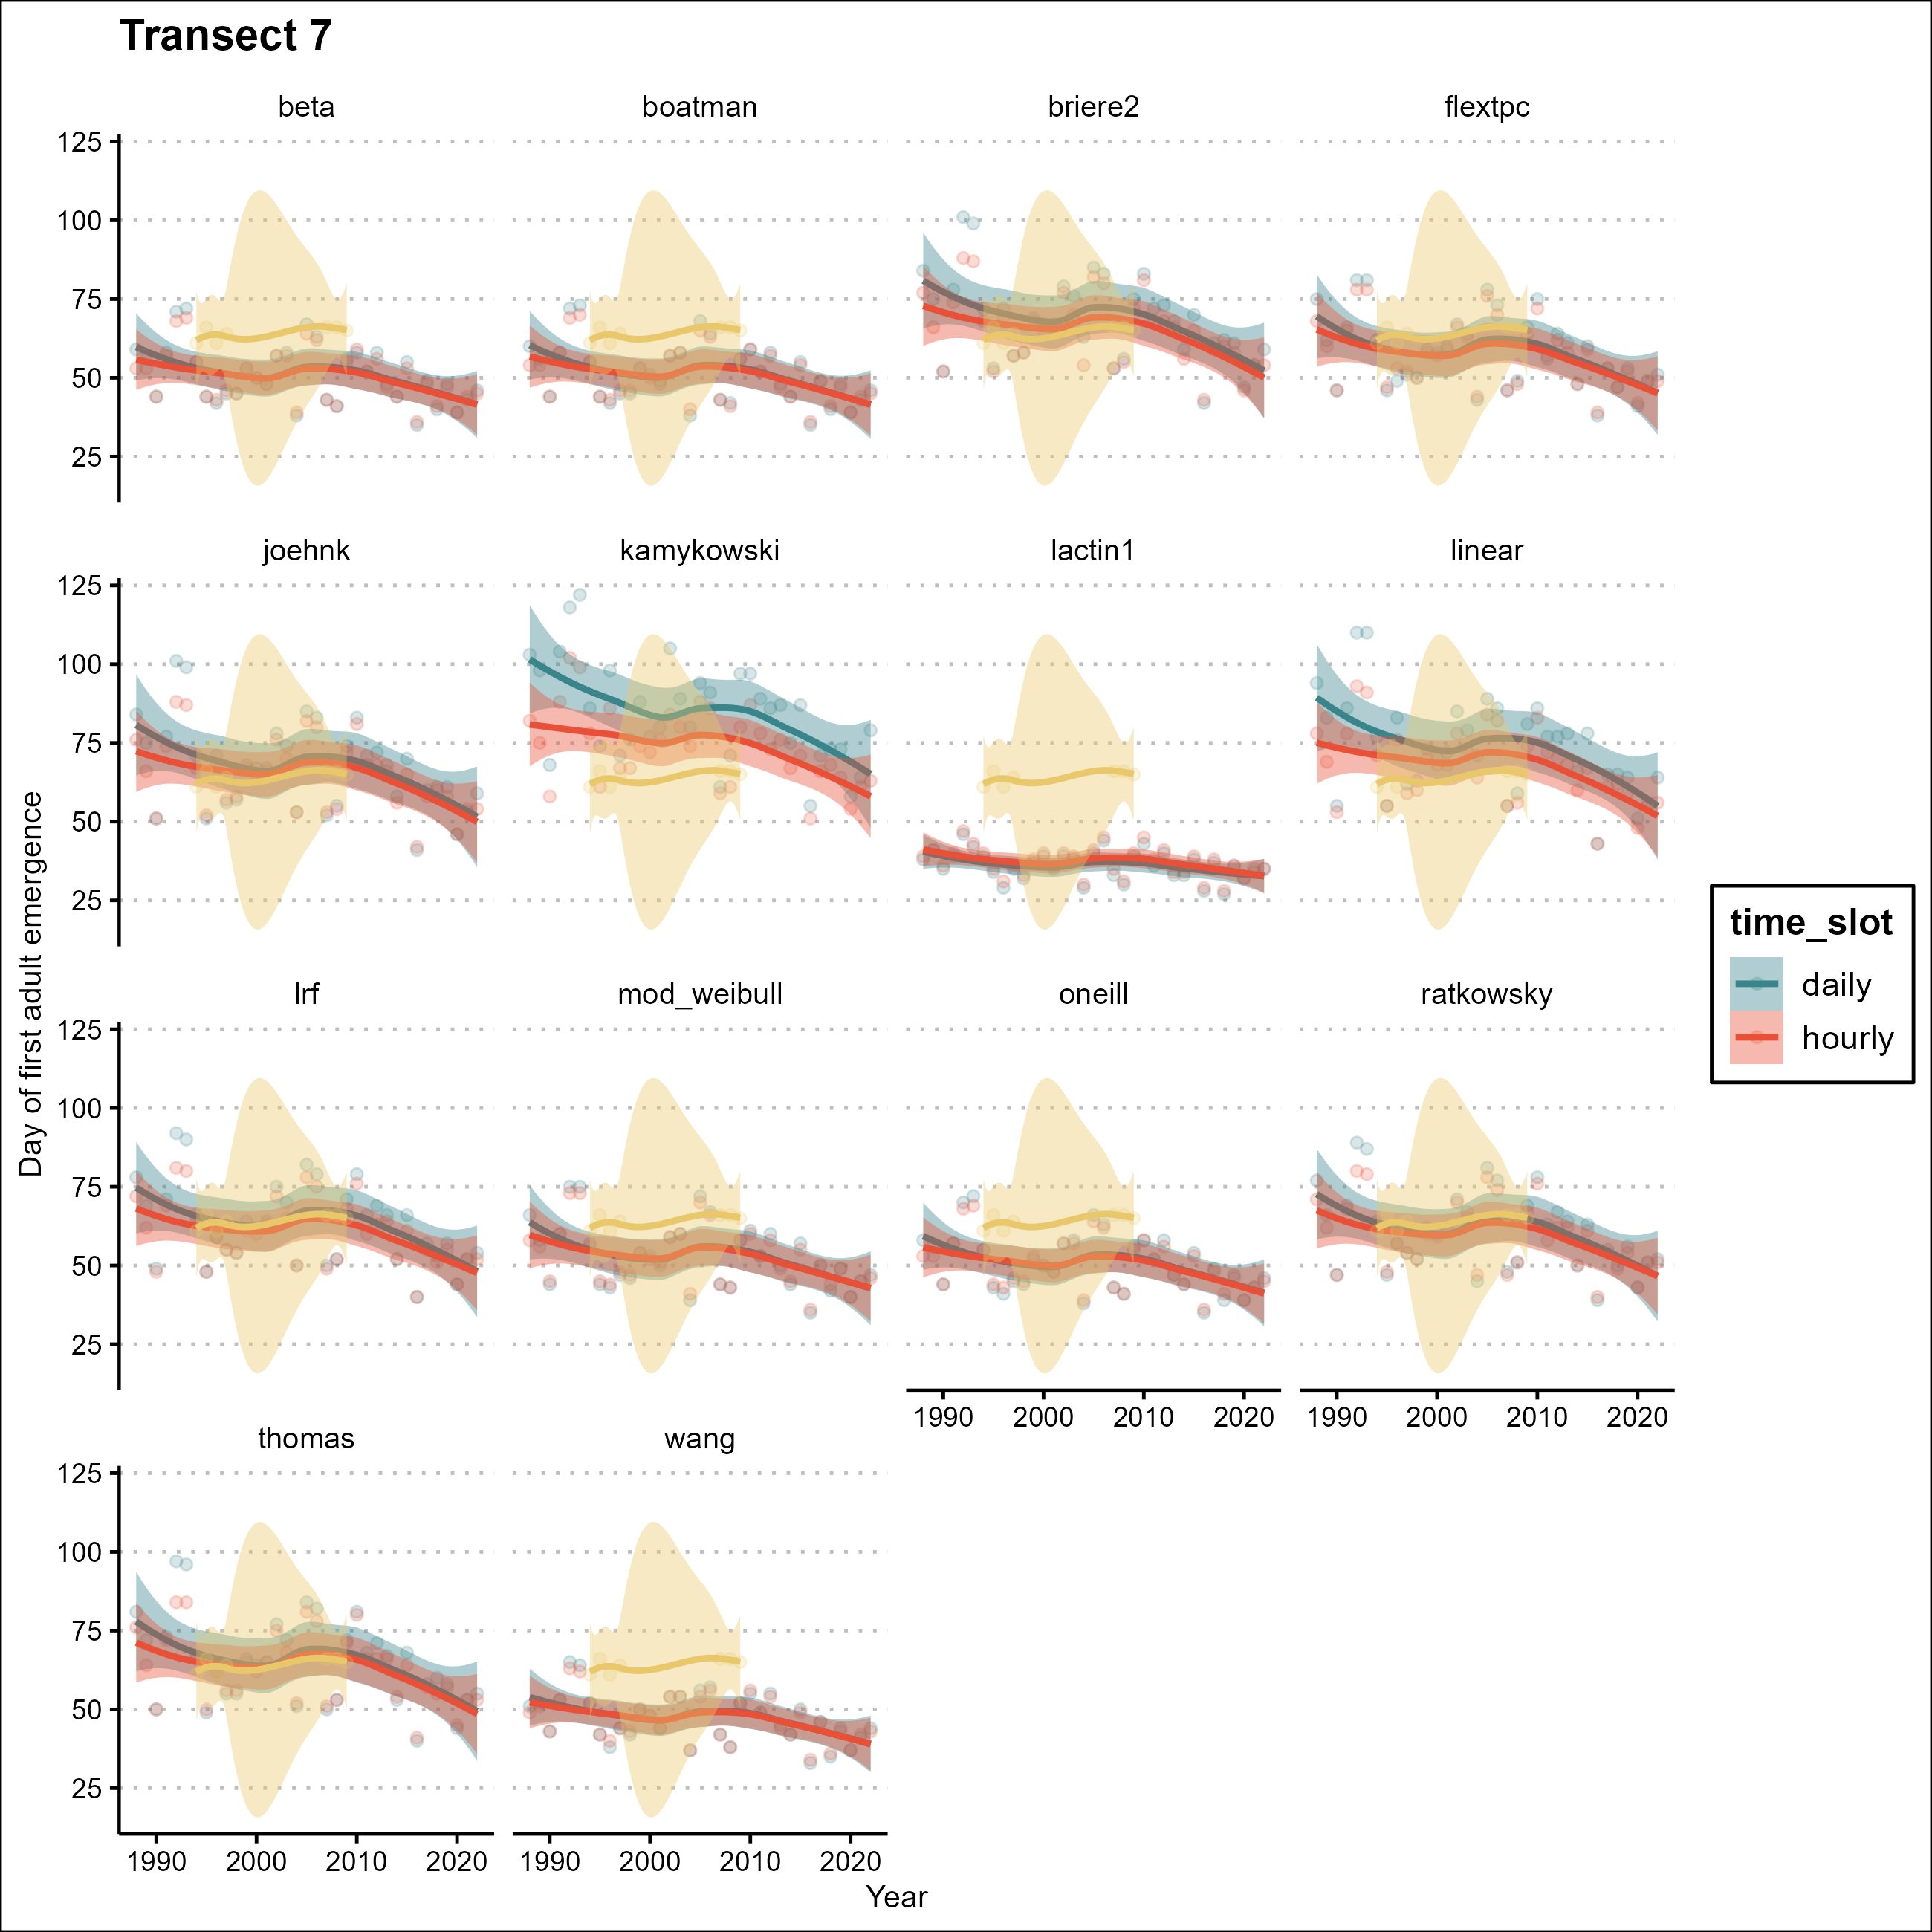 Transect 7
beta boatman briere2 flextpc
125
100
75
50
25
joehnk kamykowski lactin1 linear
125
100
75
50
25
Day of first adult emergence
time_slot
daily
hourly
lrf mod_weibull oneill ratkowsky
125
100
75
50
25
1990 2000 2010 2020 1990 2000 2010 2020
thomas wang
125
100
75
50
25
1990 2000 2010 2020 1990 2000 2010 2020
Year